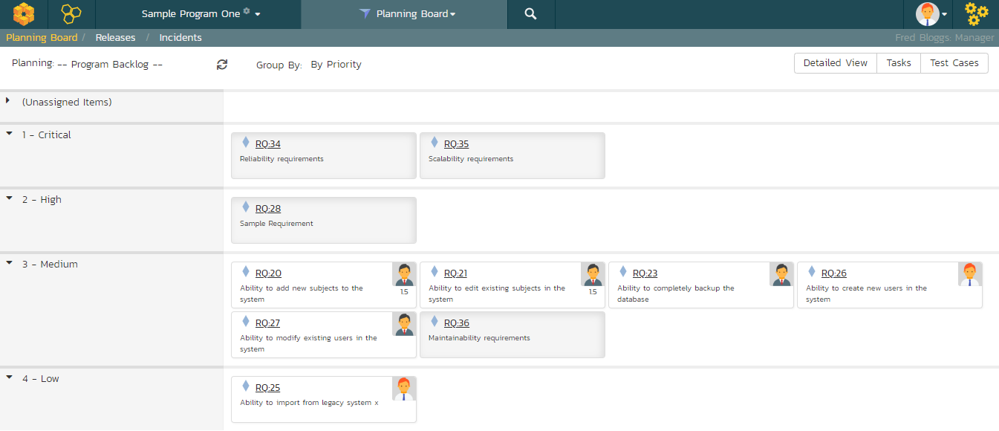 Sample Program One
Planning Board
Planning Board / Releases / Incidents
Fred Bloggs: Manager
Planning: -- Program Backlog --
Group By: By Priority
Detailed View
Tasks
Test Cases
(Unassigned Items)
1 - Critical
RQ:34
Reliability requirements
RQ:35
Scalability requirements
2 - High
RQ:28
Sample Requirement
3 - Medium
RQ:20
Ability to add new subjects to the
system
1.5
RQ:21
Ability to edit existing subjects in the
system
1.5
RQ:23
Ability to completely backup the
database
RQ:26
Ability to create new users in the
system
RQ:27
Ability to modify existing users in the
system
RQ:36
Maintainability requirements
4 - Low
RQ:25
Ability to import from legacy system x